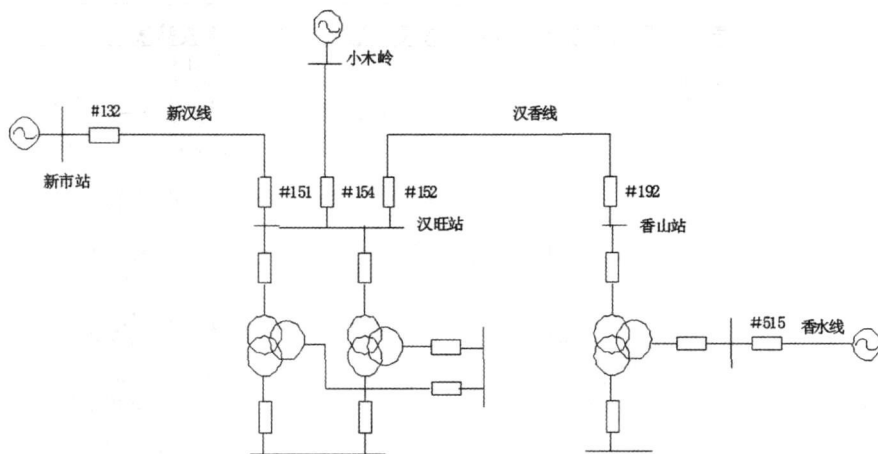 小木岭
#132
新汉线
汉香线
新市站
#151
#154
#152
#192
汉旺站
香山站
#515
香水线